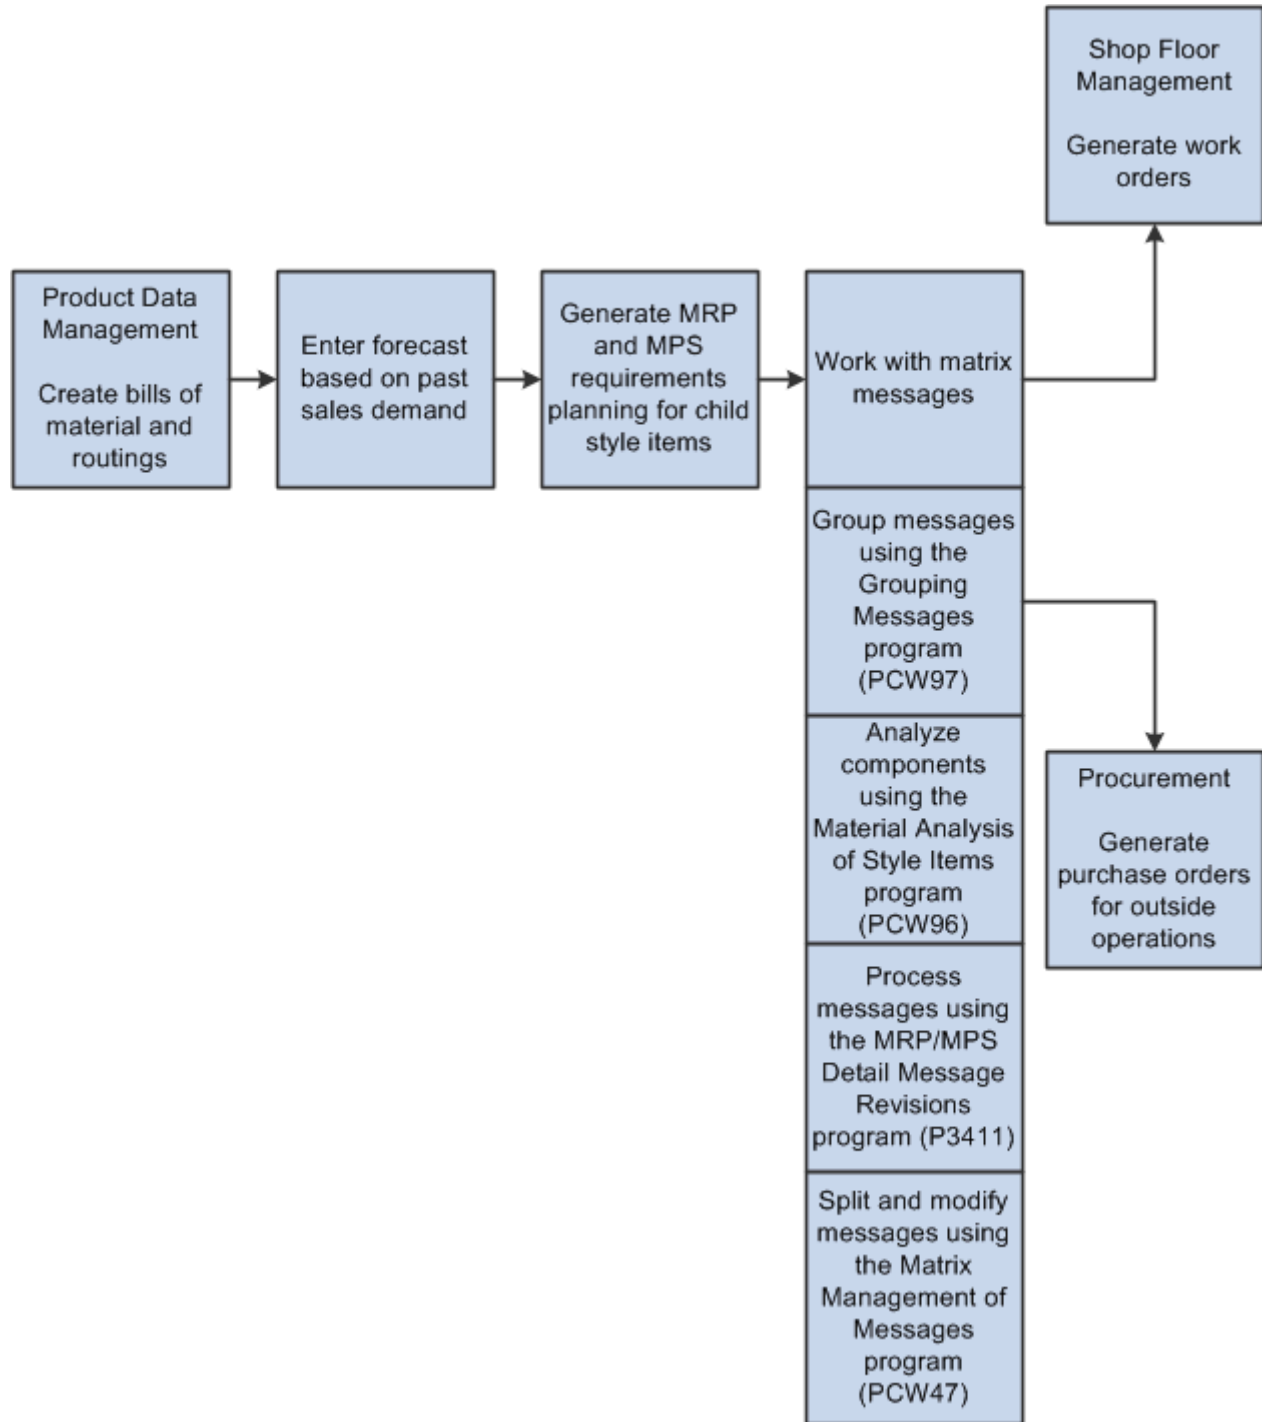 Shop Floor
Management
Generate work
orders
Product Data
Management
Create bills of
material and
routings
Enter forecast
based on past
sales demand
Generate MRP
and MPS
requirements
planning for child
style items
Work with matrix
messages
Group messages
using the
Grouping
Messages
program
(PCW97)
Analyze
components
using the
Material Analysis
of Style Items
program
(PCW96)
Process
messages using
the MRP/MPS
Detail Message
Revisions
program (P3411)
Split and modify
messages using
the Matrix
Management of
Messages
program
(PCW47)
Procurement
Generate
purchase orders
for outside
operations